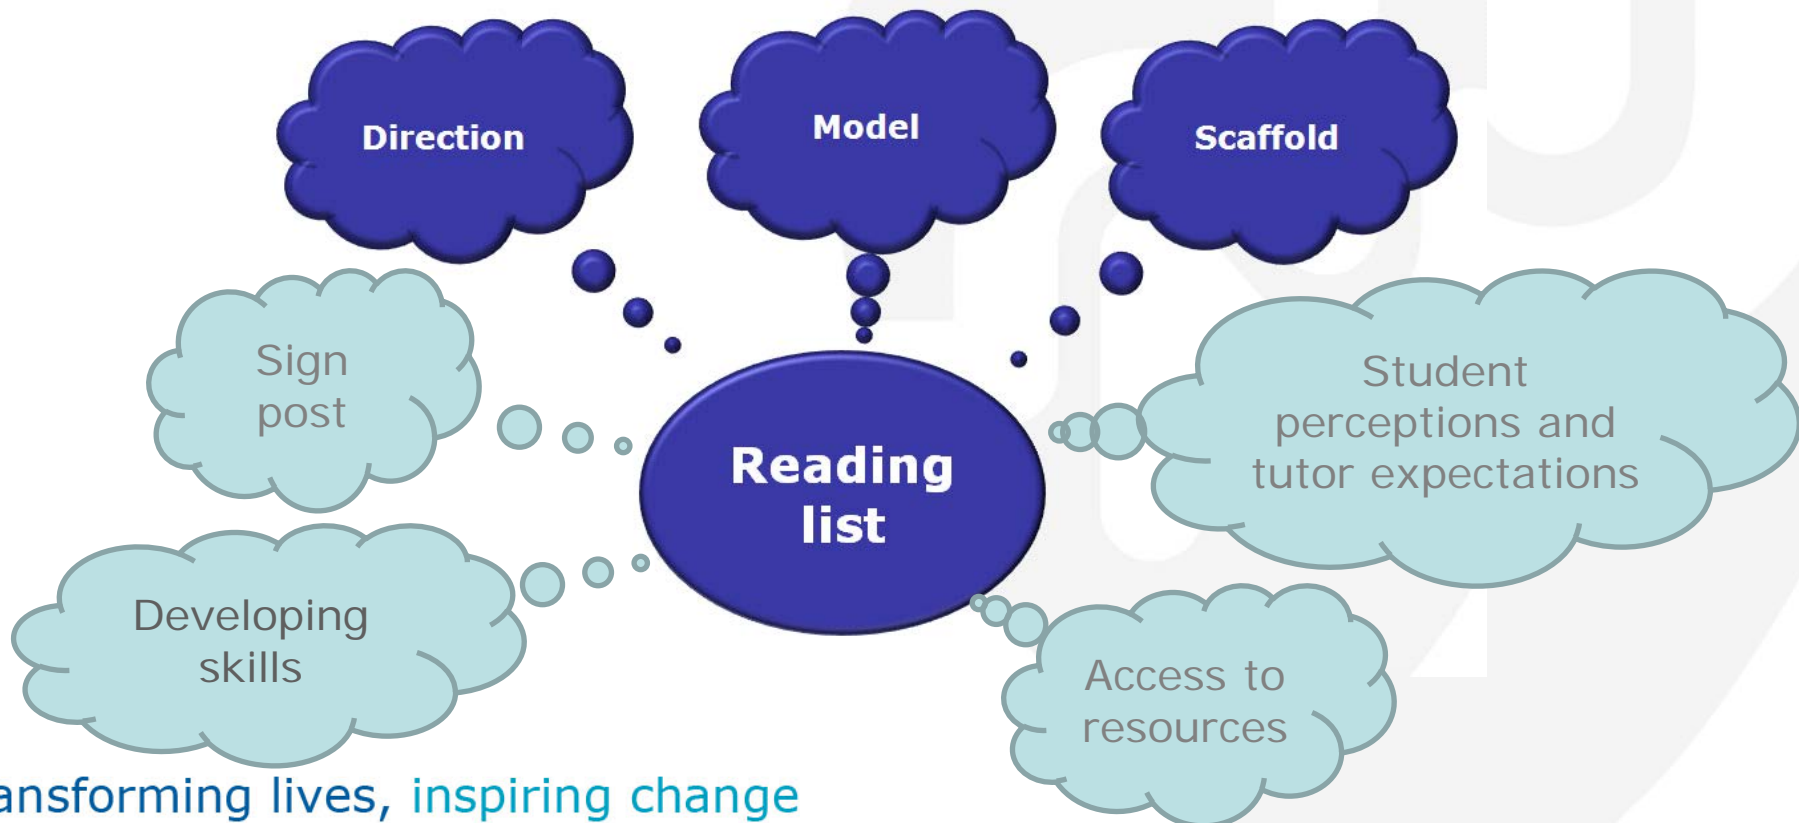 Direction
Model
Scaffold
Sign
post
Student
perceptions and
tutor expectations
Reading
list
Developing
skills
Access to
resources
ansforming lives, inspiring change